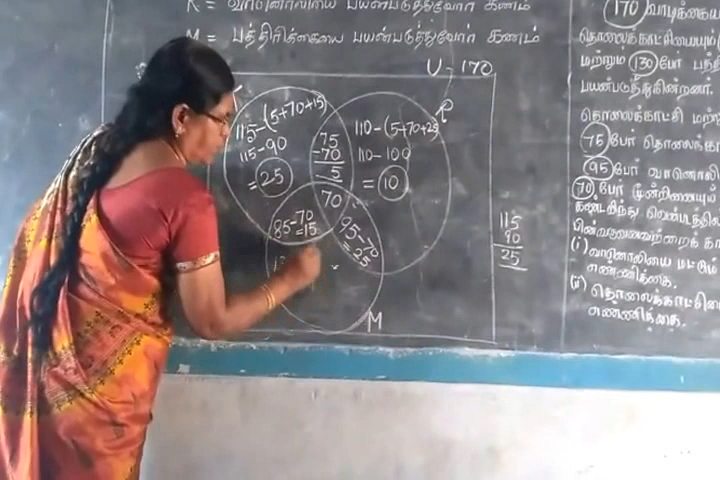 R = வானொலியை பயன்படுத்துவோர் கணம்
M = பத்திரிக்கையை பயன்படுத்துவோர் கணம்
U = 170
R
115-(5+70+15)
115-90
= 25
75
-70
5
110-(5+70+25)
110-100
= 10
70
85-70
=15
95-70
= 25
M
115
90
25
170 வாடிக்கைய
தொலைக்காட்சியையும்
மற்றும் 130 பேர் பத்தி
பயன்படுத்துகின்றனர்.
தொலைக்காட்சி மற்
75 பேர் தொலைக்கா
95 பேர் வானொலி
70 பேர் மூன்றினையும்
வென்படத்தி
பின்வருவனவற்றைக் கா
(i) வானொலியை மட்டும்
எண்ணிக்கை.
(ii) தொலைக்காட்சியை
எண்ணிக்கை.